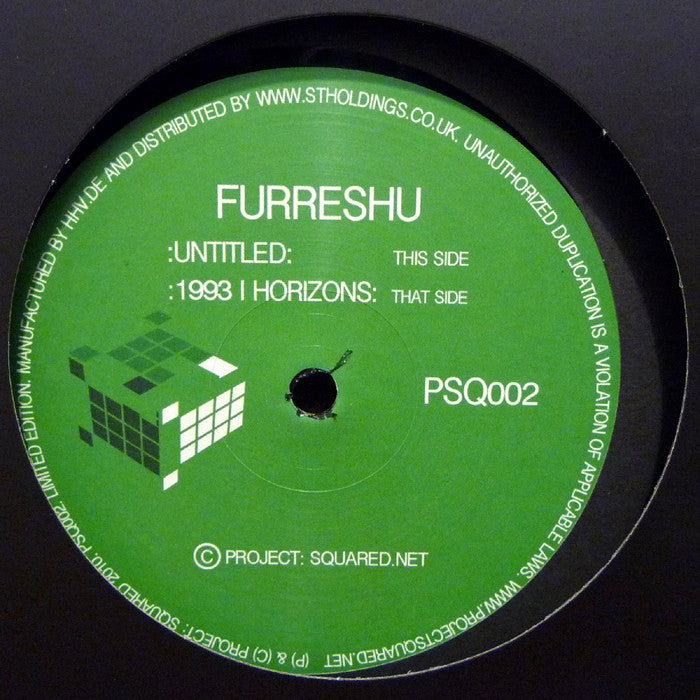 FURRESHU
:UNTITLED: THIS SIDE
:1993 | HORIZONS: THAT SIDE
PSQ002
© PROJECT: SQUARED.NET
(P) & (C) PROJECT: SQUARED 2010. PSQ002. LIMITED EDITION. MANUFACTURED BY HHV.DE AND DISTRIBUTED BY WWW.STHOLDINGS.CO.UK. UNAUTHORIZED DUPLICATION IS A VIOLATION OF APPLICABLE LAWS. WWW.PROJECTSQUARED.NET